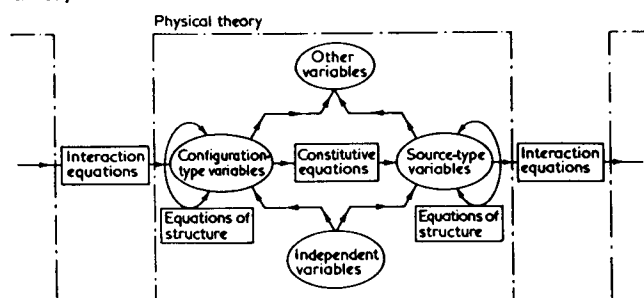 Physical theory
Other
variables
Interaction
equations
Configuration-
type variables
Constitutive
equations
Source-type
variables
Interaction
equations
Equations of
structure
Equations of
structure
Independent
variables